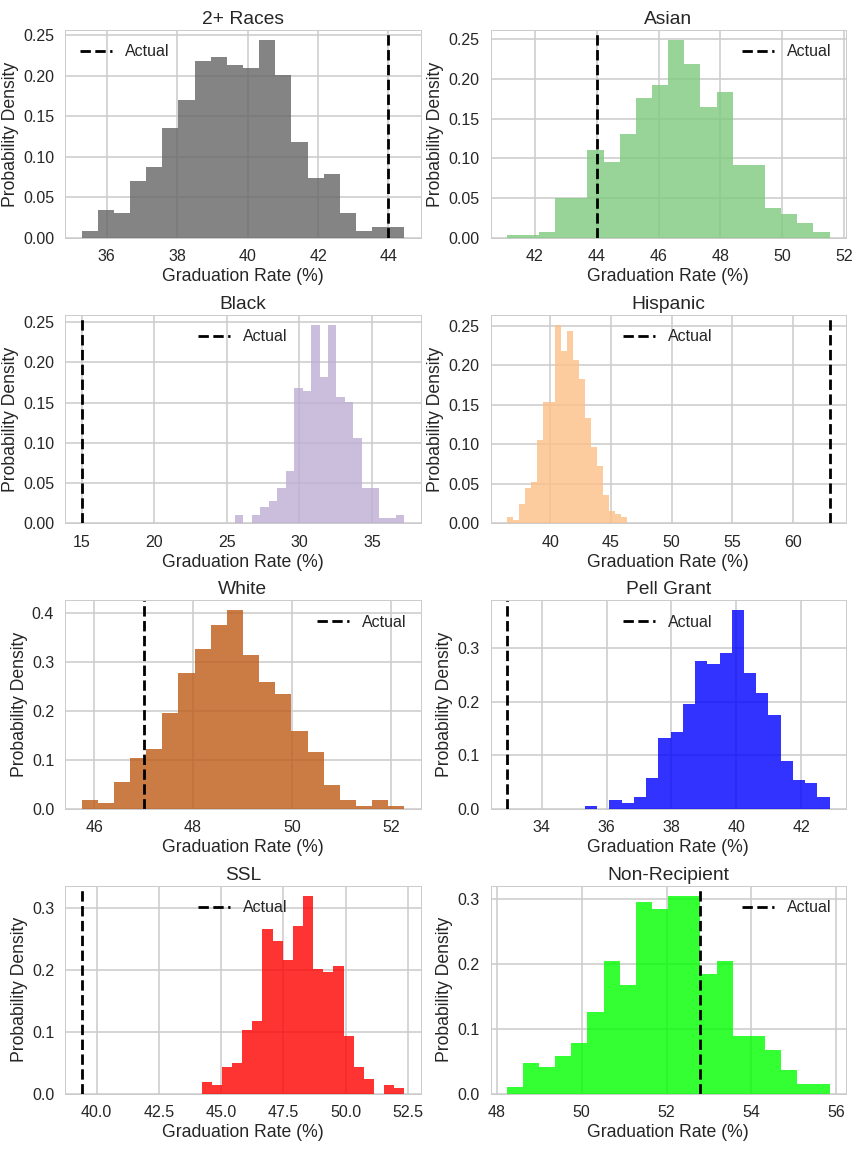 2+ Races
Asian
0.25
0.20
0.15
0.10
0.05
0.00
Probability Density
Actual
36 38 40 42 44
Graduation Rate (%)
0.25
0.20
0.15
0.10
0.05
0.00
Probability Density
Actual
42 44 46 48 50 52
Graduation Rate (%)
Black
Hispanic
0.25
0.20
0.15
0.10
0.05
0.00
Probability Density
Actual
15 20 25 30 35
Graduation Rate (%)
0.25
0.20
0.15
0.10
0.05
0.00
Probability Density
Actual
40 45 50 55 60
Graduation Rate (%)
White
Pell Grant
0.4
0.3
0.2
0.1
0.0
Probability Density
Actual
46 48 50 52
Graduation Rate (%)
0.3
0.2
0.1
0.0
Probability Density
Actual
34 36 38 40 42
Graduation Rate (%)
SSL
Non-Recipient
0.3
0.2
0.1
0.0
Probability Density
Actual
40.0 42.5 45.0 47.5 50.0 52.5
Graduation Rate (%)
0.3
0.2
0.1
0.0
Probability Density
Actual
48 50 52 54 56
Graduation Rate (%)